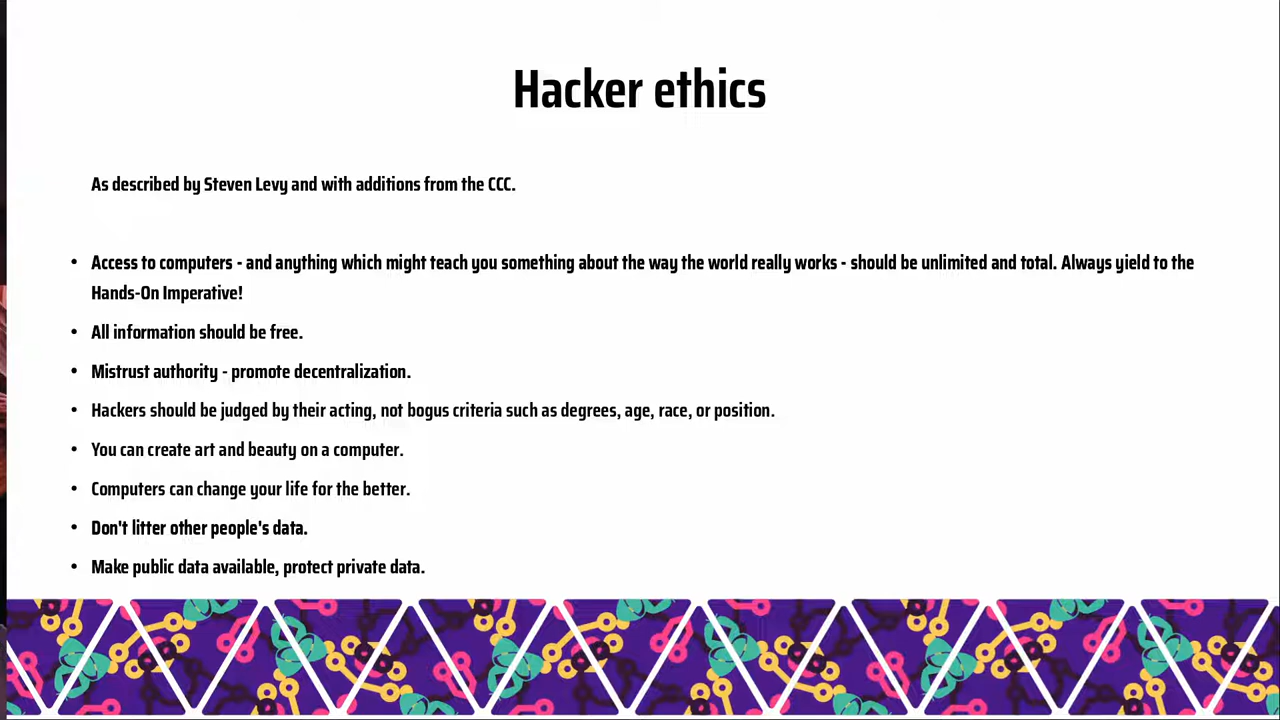 Hacker ethics
As described by Steven Levy and with additions from the CCC.
• Access to computers - and anything which might teach you something about the way the world really works - should be unlimited and total. Always yield to the
Hands-On Imperative!
• All information should be free.
• Mistrust authority - promote decentralization.
• Hackers should be judged by their acting, not bogus criteria such as degrees, age, race, or position.
• You can create art and beauty on a computer.
• Computers can change your life for the better.
• Don't litter other people's data.
• Make public data available, protect private data.